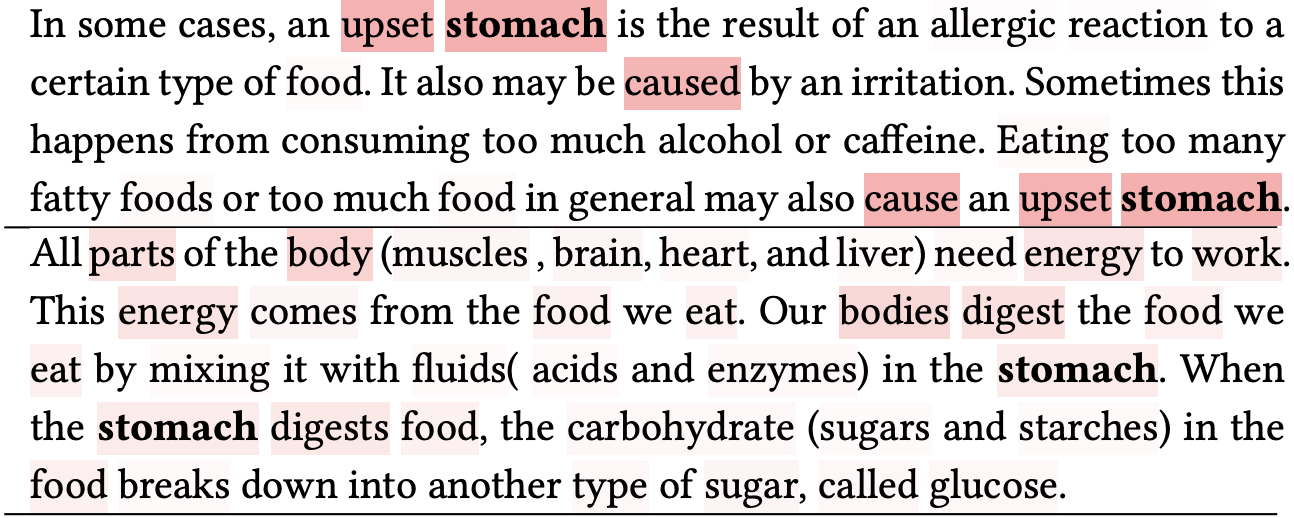 In some cases, an upset stomach is the result of an allergic reaction to a
certain type of food. It also may be caused by an irritation. Sometimes this
happens from consuming too much alcohol or caffeine. Eating too many
fatty foods or too much food in general may also cause an upset stomach.
All parts of the body (muscles , brain, heart, and liver) need energy to work.
This energy comes from the food we eat. Our bodies digest the food we
eat by mixing it with fluids( acids and enzymes) in the stomach. When
the stomach digests food, the carbohydrate (sugars and starches) in the
food breaks down into another type of sugar, called glucose.